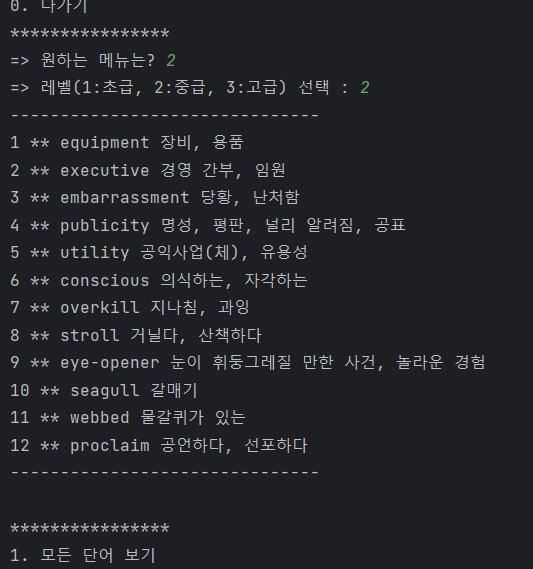 0. 나가기
****************
=> 원하는 메뉴는? 2
=> 레벨(1:초급, 2:중급, 3:고급) 선택 : 2
-------------------------------
1 ** equipment 장비, 용품
2 ** executive 경영 간부, 임원
3 ** embarrassment 당황, 난처함
4 ** publicity 명성, 평판, 널리 알려짐, 공표
5 ** utility 공익사업(체), 유용성
6 ** conscious 의식하는, 자각하는
7 ** overkill 지나침, 과잉
8 ** stroll 거닐다, 산책하다
9 ** eye-opener 눈이 휘둥그레질 만한 사건, 놀라운 경험
10 ** seagull 갈매기
11 ** webbed 물갈퀴가 있는
12 ** proclaim 공언하다, 선포하다
-------------------------------
****************
1. 모든 단어 보기